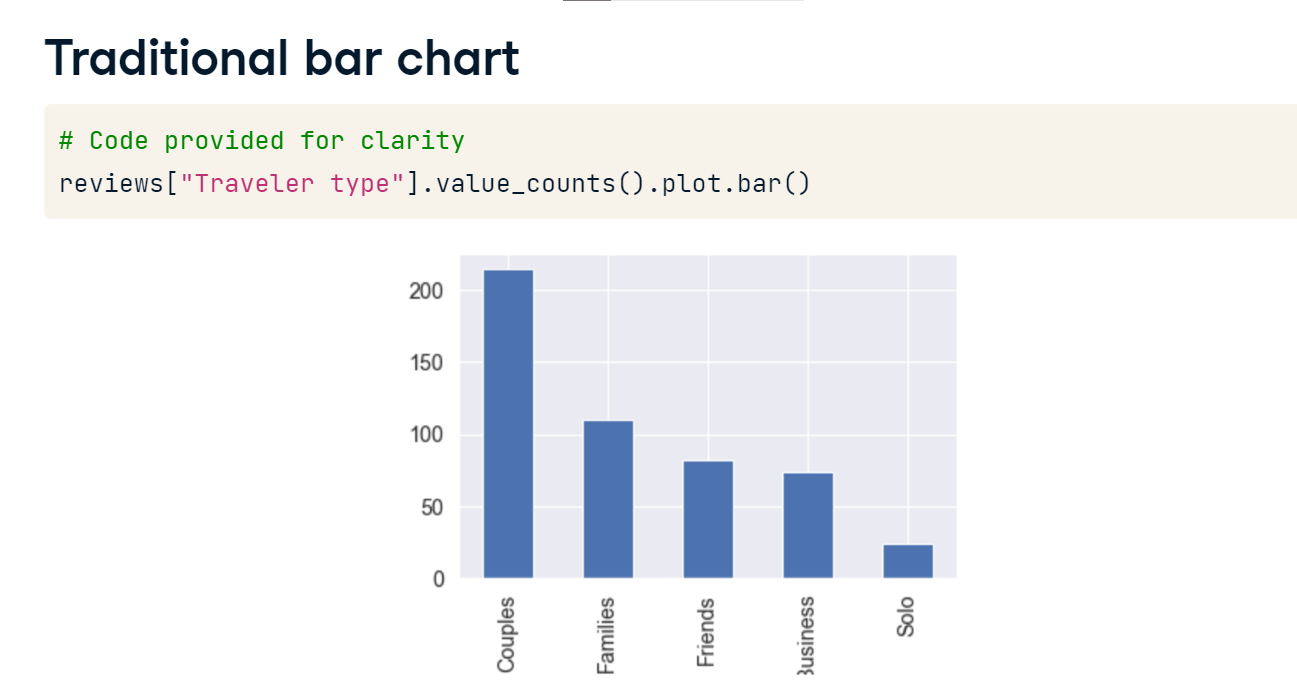 Traditional bar chart
# Code provided for clarity
reviews["Traveler type"].value_counts().plot.bar()
200
150
100
50
0
Couples
Families
Friends
Business
Solo